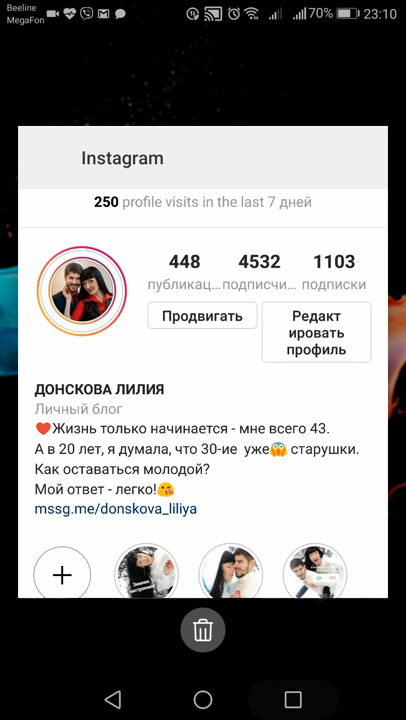 Beeline
MegaFon
70%
23:10
Instagram
250 profile visits in the last 7 дней
448
4532
1103
публикац...
подписчи...
подписки
Продвигать
Редакт
ировать
профиль
ДОНСКОВА ЛИЛИЯ
Личный блог
❤️Жизнь только начинается - мне всего 43.
А в 20 лет, я думала, что 30-ие уже😱 старушки.
Как оставаться молодой?
Мой ответ - легко!😘
mssg.me/donskova_liliya